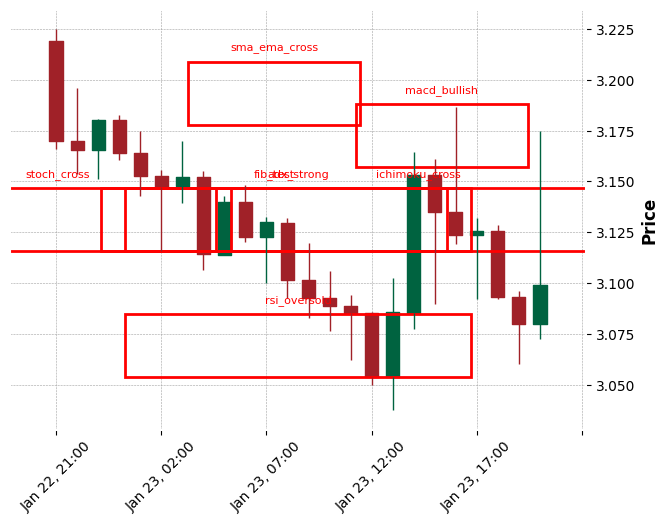 sma_ema_cross
macd_bullish
stoch_cross
adx_strong
ichimoku_cross
rsi_oversold
3.225
3.200
3.175
3.150
3.125
3.100
3.075
3.050
Price
Jan 22, 21:00
Jan 23, 02:00
Jan 23, 07:00
Jan 23, 12:00
Jan 23, 17:00